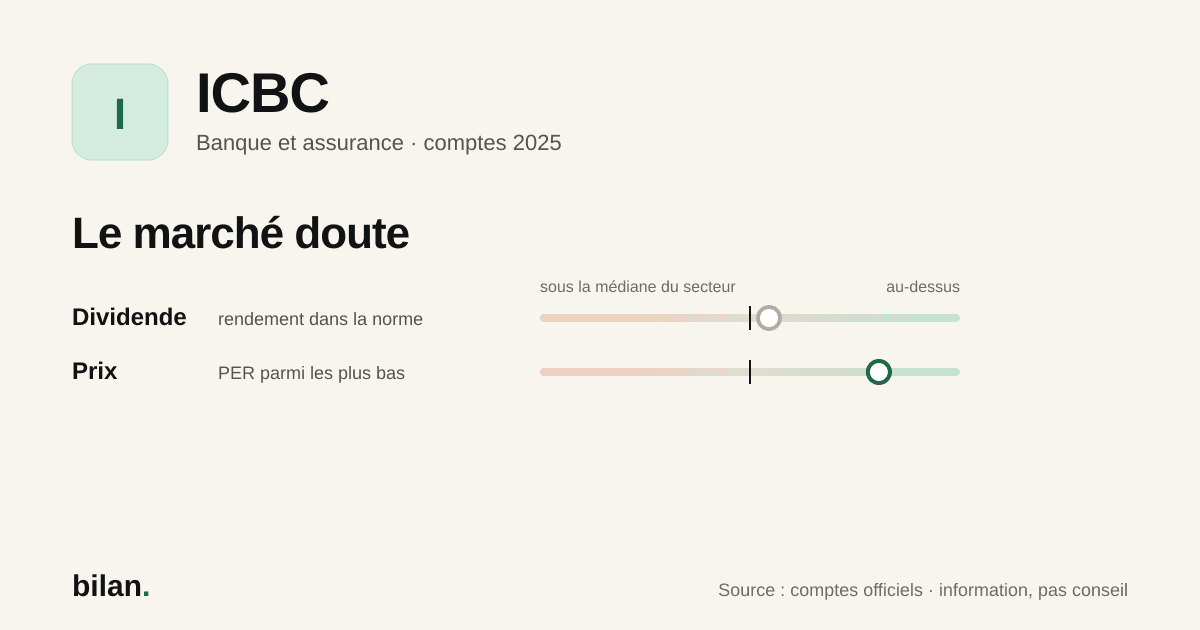 I
ICBC
Banque et assurance · comptes 2025
Le marché doute
sous la médiane du secteur au-dessus
Dividende rendement dans la norme
Prix PER parmi les plus bas
bilan.
Source : comptes officiels · information, pas conseil